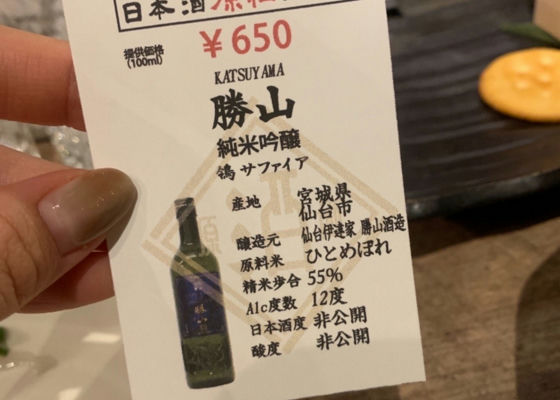 日本酒原価
提供価格
(100ml)
¥650
KATSUYAMA
勝山
純米吟醸
鴒 サファイア
産地 宮城県
仙台市
醸造元 仙台伊達家 勝山酒造
原料米 ひとめぼれ
精米歩合 55%
Alc度数 12度
日本酒度 非公開
酸度 非公開